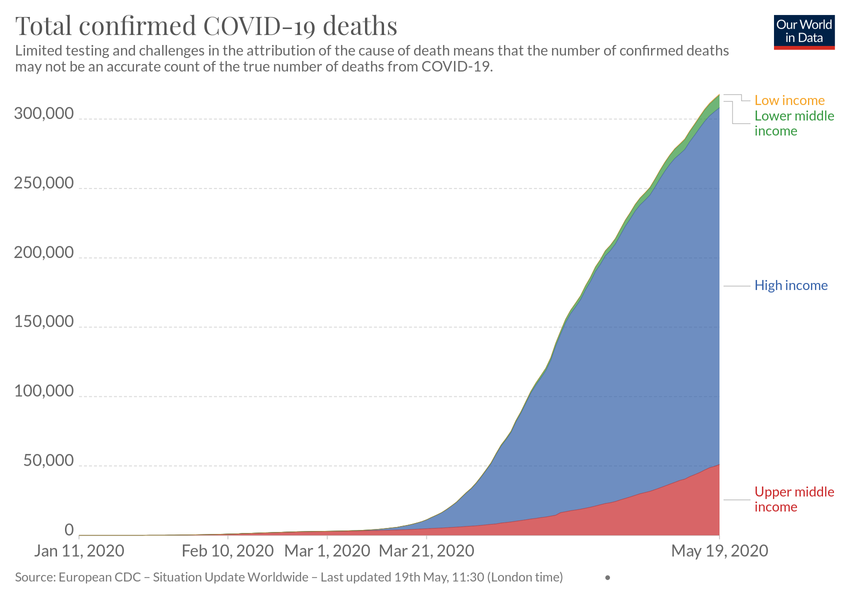 Total confirmed COVID-19 deaths
Our World
in Data
Limited testing and challenges in the attribution of the cause of death means that the number of confirmed deaths
may not be an accurate count of the true number of deaths from COVID-19.
300,000
250,000
200,000
150,000
100,000
50,000
0
Low income
Lower middle
income
High income
Upper middle
income
Jan 11, 2020
Feb 10, 2020
Mar 1, 2020
Mar 21, 2020
May 19, 2020
Source: European CDC – Situation Update Worldwide – Last updated 19th May, 11:30 (London time)